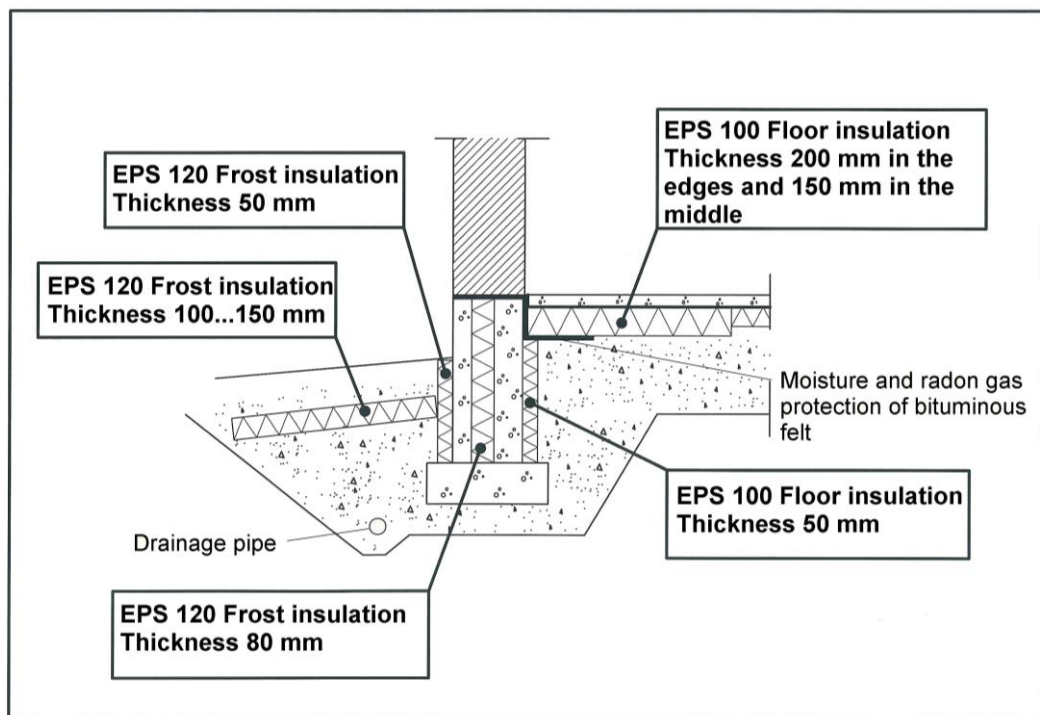 EPS 100 Floor insulation
Thickness 200 mm in the
edges and 150 mm in the
middle
EPS 120 Frost insulation
Thickness 50 mm
EPS 120 Frost insulation
Thickness 100...150 mm
Moisture and radon gas
protection of bituminous
felt
EPS 100 Floor insulation
Thickness 50 mm
Drainage pipe
EPS 120 Frost insulation
Thickness 80 mm